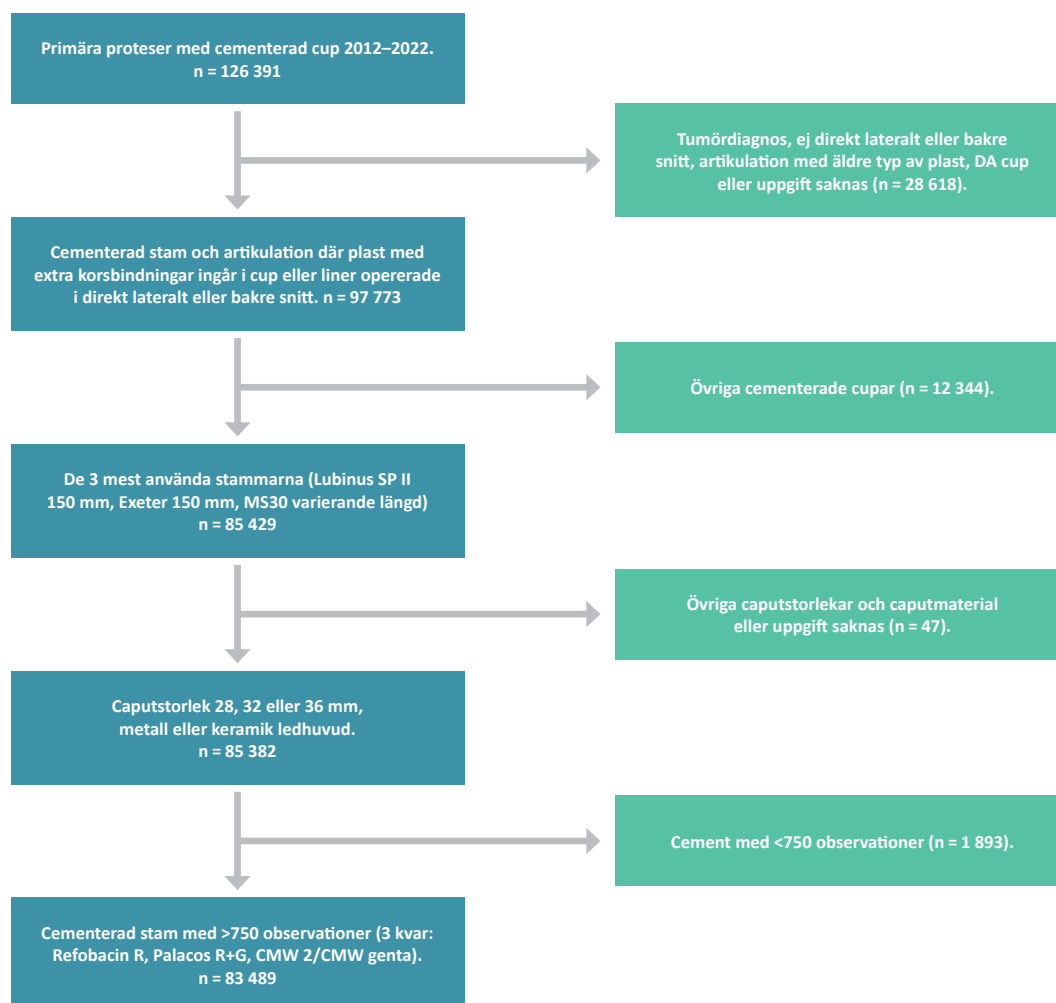 Primära proteser med cementerad cup 2012–2022.
n = 126 391
Tumördiagnos, ej direkt lateralt eller bakre
snitt, artikulation med äldre typ av plast, DA cup
eller uppgift saknas (n = 28 618).
Cementerad stam och artikulation där plast med
extra korsbindningar ingår i cup eller liner opererade
i direkt lateralt eller bakre snitt. n = 97 773
Övriga cementerade cupar (n = 12 344).
De 3 mest använda stammarna (Lubinus SP II
150 mm, Exeter 150 mm, MS30 varierande längd)
n = 85 429
Övriga caputstorlekar och caputmaterial
eller uppgift saknas (n = 47).
Caputstorlek 28, 32 eller 36 mm,
metall eller keramik ledhuvud.
n = 85 382
Cement med <750 observationer (n = 1 893).
Cementerad stam med >750 observationer (3 kvar:
Refobacin R, Palacos R+G, CMW 2/CMW genta).
n = 83 489